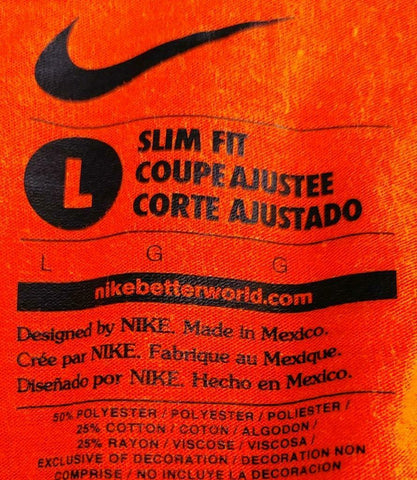 SLIM FIT
L COUPE AJUSTEE
CORTE AJUSTADO
L G G
nikebetterworld.com
Designed by NIKE. Made in Mexico.
Crée par NIKE. Fabrique au Mexique.
Diseñado por NIKE. Hecho en Mexico.
50% POLYESTER / POLYESTER / POLIESTER /
25% COTTON / COTON / ALGODON /
25% RAYON / VISCOSE / VISCOSA /
EXCLUSIVE OF DECORATION / DECORATION NON
COMPRISE / NO INCLUYE LA DECORACION